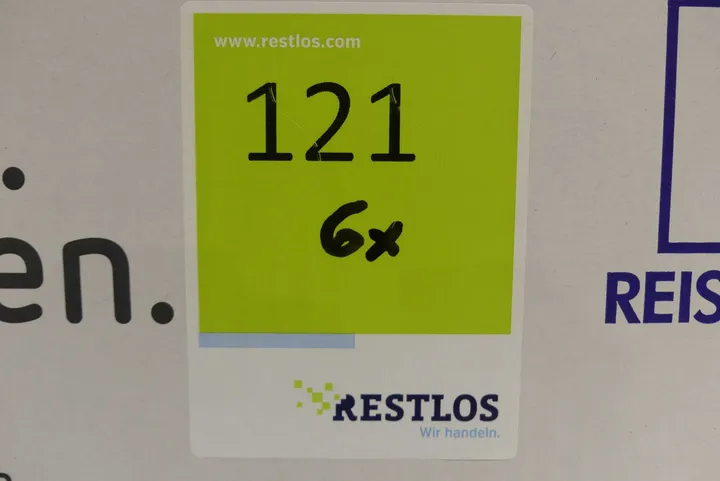 www.restlos.com
121
6x
en.
REIS
RESTLOS
Wir handeln.